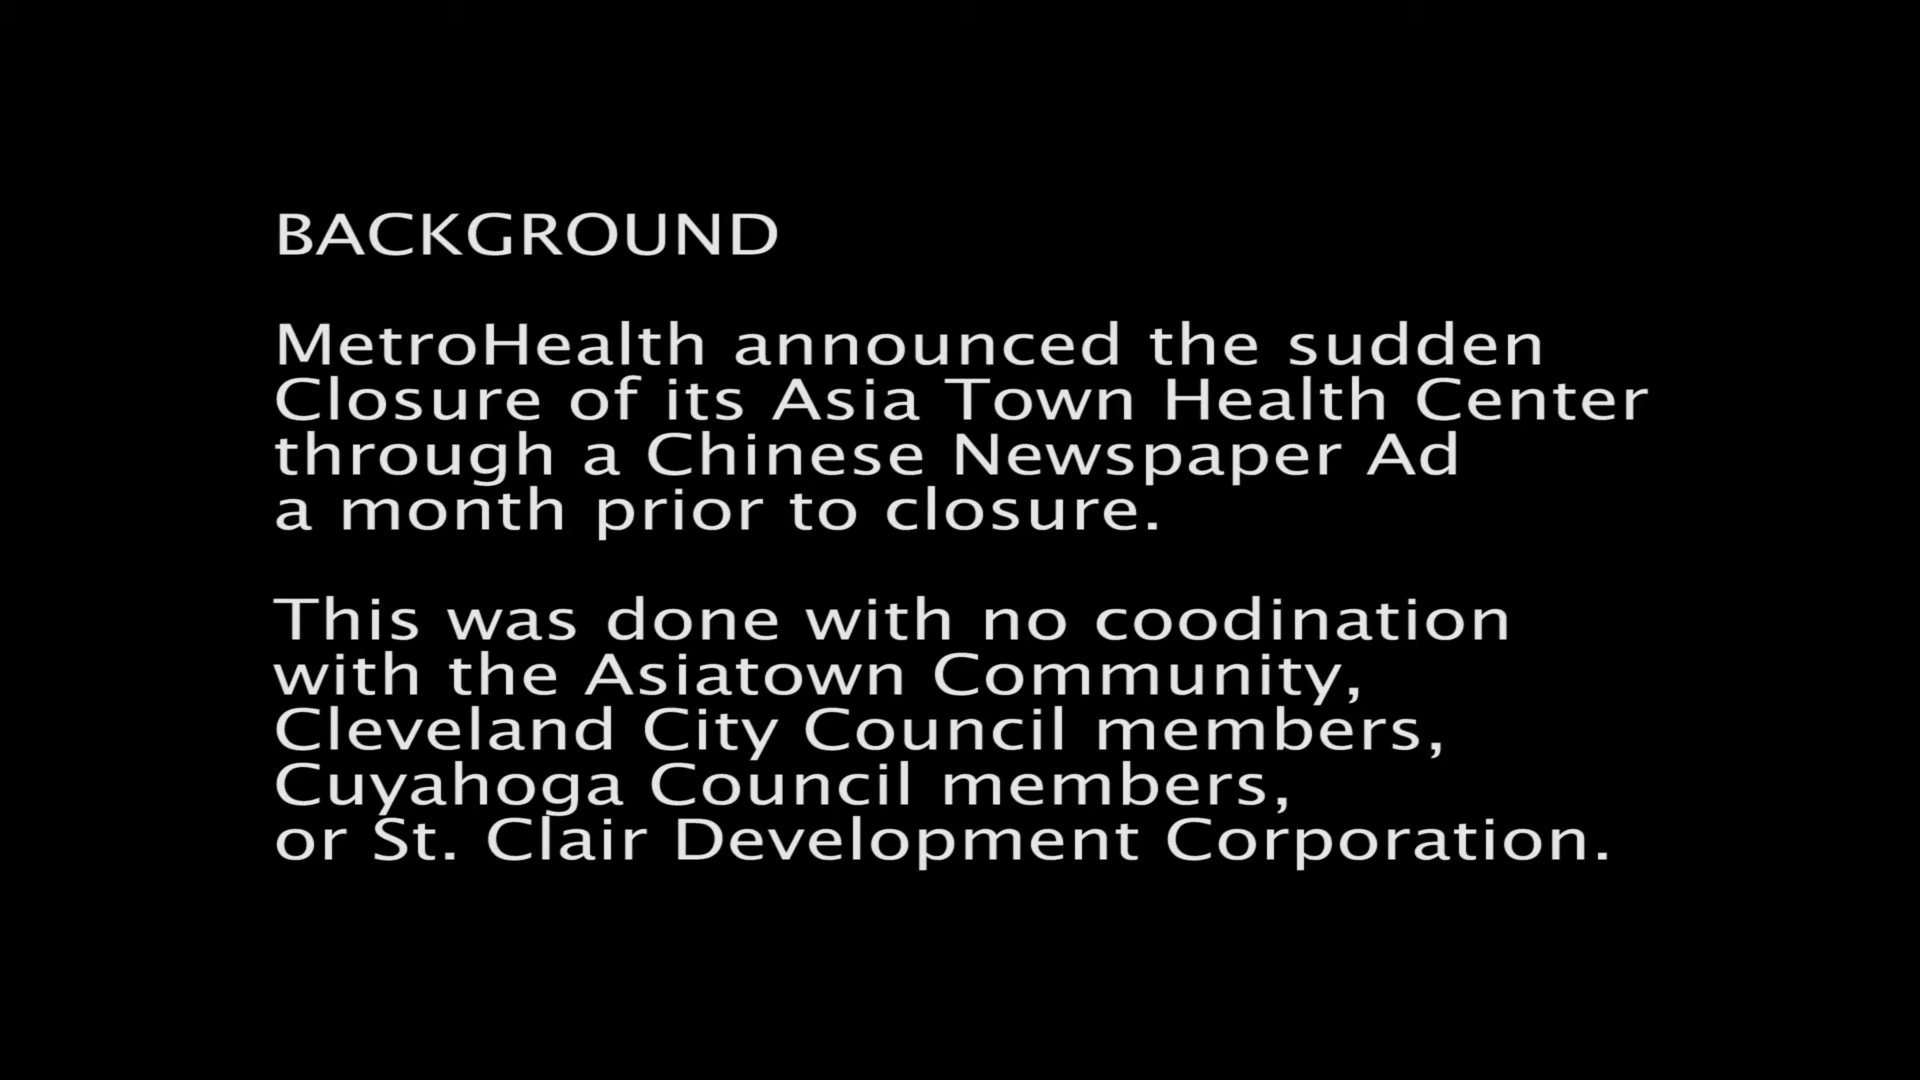 BACKGROUND
MetroHealth announced the sudden
Closure of its Asia Town Health Center
through a Chinese Newspaper Ad
a month prior to closure.
This was done with no coodination
with the Asiatown Community,
Cleveland City Council members,
Cuyahoga Council members,
or St. Clair Development Corporation.